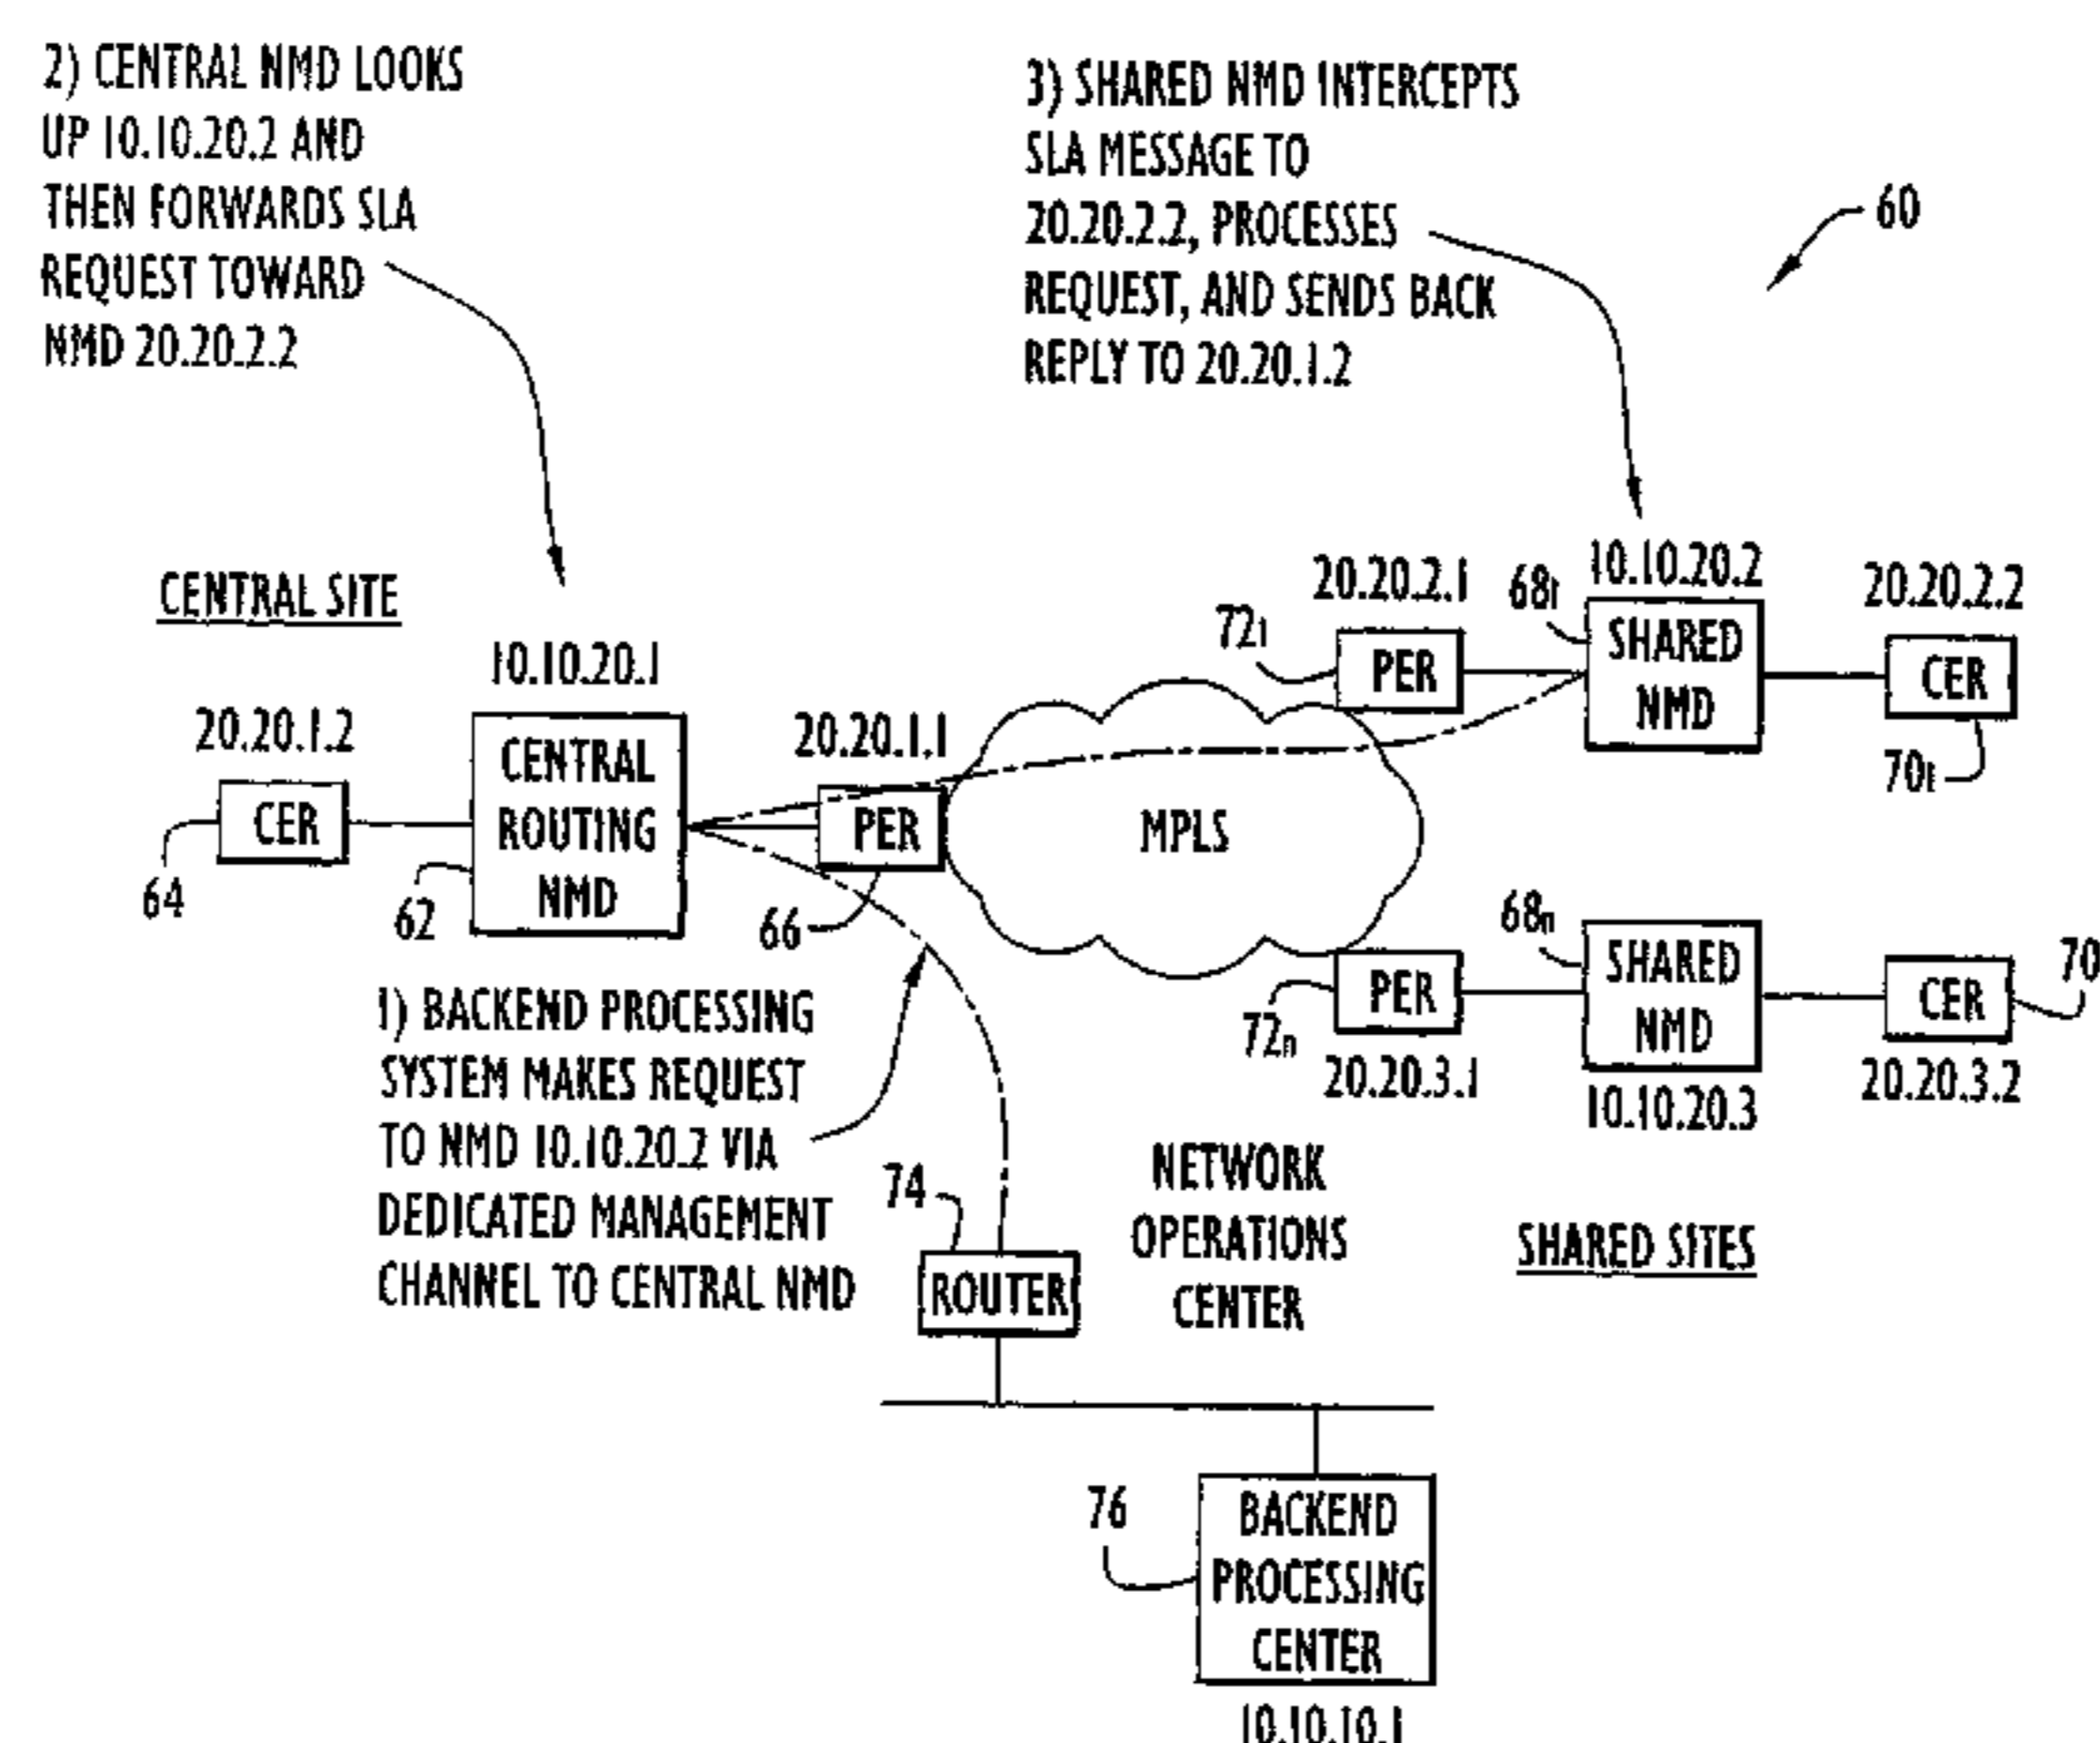 2) CENTRAL NMD LOOKS
UP 10.10.20.2 AND
THEN FORWARDS SLA
REQUEST TOWARD
NMD 20.20.2.2
3) SHARED NMD INTERCEPTS
SLA MESSAGE TO
20.20.2.2, PROCESSES
REQUEST, AND SENDS BACK
REPLY TO 20.20.1.2
60
CENTRAL SITE
10.10.20.1
20.20.1.2
CER
64
CENTRAL
ROUTING
NMD
62
20.20.1.1
PER
66
MPLS
20.20.2.1
72₁
PER
68₁
10.10.20.2
SHARED
NMD
20.20.2.2
CER
70₁
72ₙ
PER
20.20.3.1
68ₙ
SHARED
NMD
10.10.20.3
CER
70
20.20.3.2
1) BACKEND PROCESSING
SYSTEM MAKES REQUEST
TO NMD 10.10.20.2 VIA
DEDICATED MANAGEMENT
CHANNEL TO CENTRAL NMD
74
ROUTER
NETWORK
OPERATIONS
CENTER
SHARED SITES
76
BACKEND
PROCESSING
CENTER
10.10.10.1